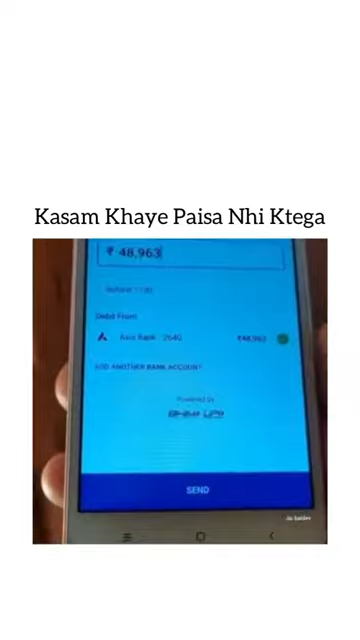 Kasam Khaye Paisa Nhi Ktega
₹ 48,963
Debit From
Axis Bank - 2640
₹48,963
ADD ANOTHER BANK ACCOUNT?
Powered by
BHIM UPI
SEND